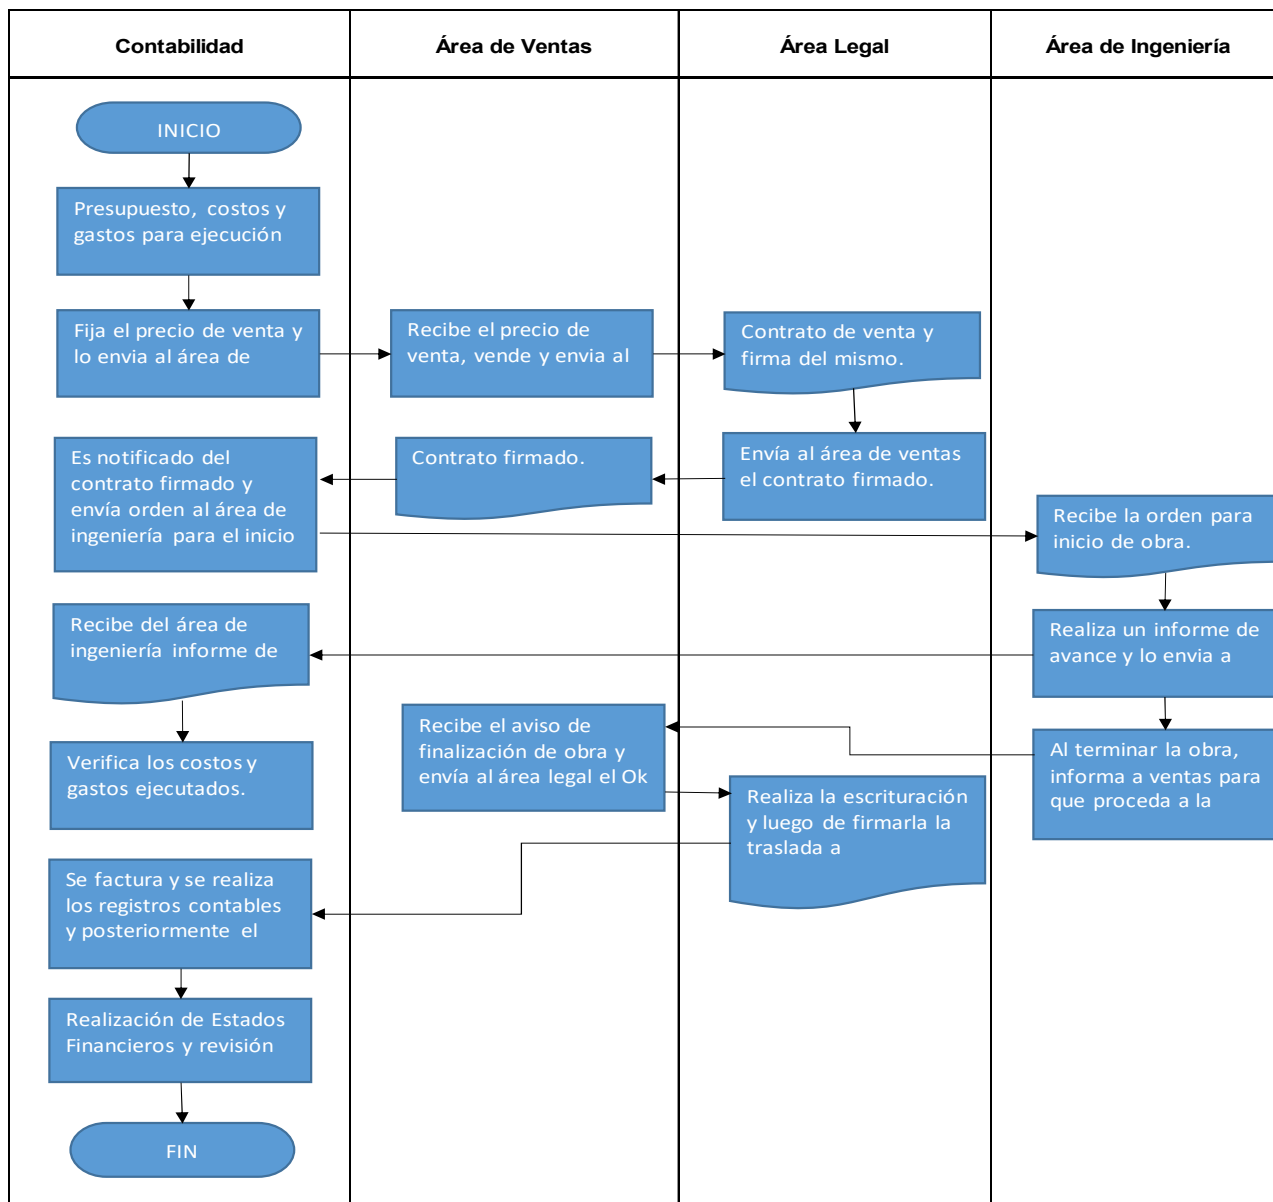 Contabilidad
Área de Ventas
Área Legal
Área de Ingeniería
INICIO
Presupuesto, costos y
gastos para ejecución
Fija el precio de venta y
lo envia al área de
Recibe el precio de
venta, vende y envia al
Contrato de venta y
firma del mismo.
Es notificado del
contrato firmado y
envía orden al área de
ingeniería para el inicio
Contrato firmado.
Envía al área de ventas
el contrato firmado.
Recibe la orden para
inicio de obra.
Recibe del área de
ingeniería informe de
Realiza un informe de
avance y lo envia a
Verifica los costos y
gastos ejecutados.
Recibe el aviso de
finalización de obra y
envía al área legal el Ok
Al terminar la obra,
informa a ventas para
que proceda a la
Realiza la escrituración
y luego de firmarla la
traslada a
Se factura y se realiza
los registros contables
y posteriormente el
Realización de Estados
Financieros y revisión
FIN